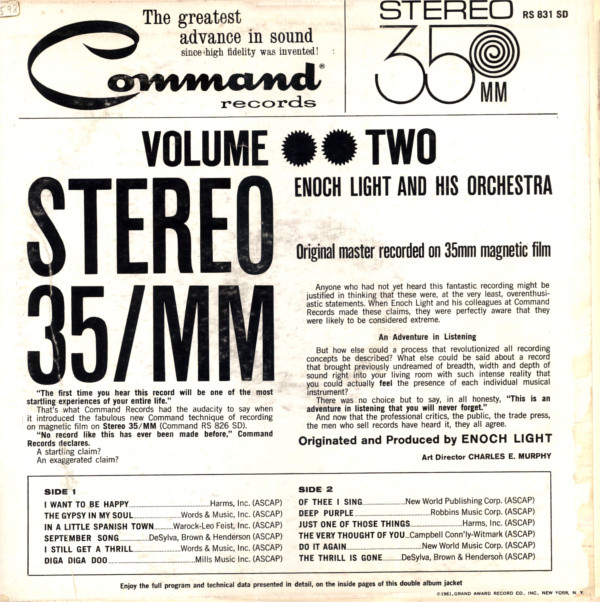 598
The greatest
advance in sound
since high fidelity was invented!
Command®
records
STEREO
RS 831 SD
35
MM
VOLUME TWO
STEREO
35/MM
ENOCH LIGHT AND HIS ORCHESTRA
Original master recorded on 35mm magnetic film
"The first time you hear this record will be one of the most
startling experiences of your entire life."
That's what Command Records had the audacity to say when
it introduced the fabulous new Command technique of recording
on magnetic film on Stereo 35/MM (Command RS 826 SD).
"No record like this has ever been made before," Command
Records declares.
A startling claim?
An exaggerated claim?
Anyone who had not yet heard this fantastic recording might be
justified in thinking that these were, at the very least, overenthusi-
astic statements. When Enoch Light and his colleagues at Command
Records made these claims, they were perfectly aware that they
were likely to be considered extreme.
An Adventure in Listening
But how else could a process that revolutionized all recording
concepts be described? What else could be said about a record
that brought previously undreamed of breadth, width and depth of
sound right into your living room with such intense reality that
you could actually feel the presence of each individual musical
instrument?
There was no choice but to say, in all honesty, "This is an
adventure in listening that you will never forget."
And now that the professional critics, the public, the trade press,
the men who sell records have heard it, they all agree.
Originated and Produced by ENOCH LIGHT
Art Director CHARLES E. MURPHY
SIDE 1
I WANT TO BE HAPPY Harms, Inc. (ASCAP)
THE GYPSY IN MY SOUL Words & Music, Inc. (ASCAP)
IN A LITTLE SPANISH TOWN Warock-Leo Feist, Inc. (ASCAP)
SEPTEMBER SONG DeSylva, Brown & Henderson (ASCAP)
I STILL GET A THRILL Words & Music, Inc. (ASCAP)
DIGA DIGA DOO Mills Music Inc. (ASCAP)
SIDE 2
OF THEE I SING New World Publishing Corp. (ASCAP)
DEEP PURPLE Robbins Music Corp. (ASCAP)
JUST ONE OF THOSE THINGS Harms, Inc. (ASCAP)
THE VERY THOUGHT OF YOU Campbell Conn'ly-Witmark (ASCAP)
DO IT AGAIN New World Music Corp. (ASCAP)
THE THRILL IS GONE DeSylva, Brown & Henderson (ASCAP)
Enjoy the full program and technical data presented in detail, on the inside pages of this double album jacket
©1961, GRAND AWARD RECORD CO., INC., NEW YORK, N. Y.